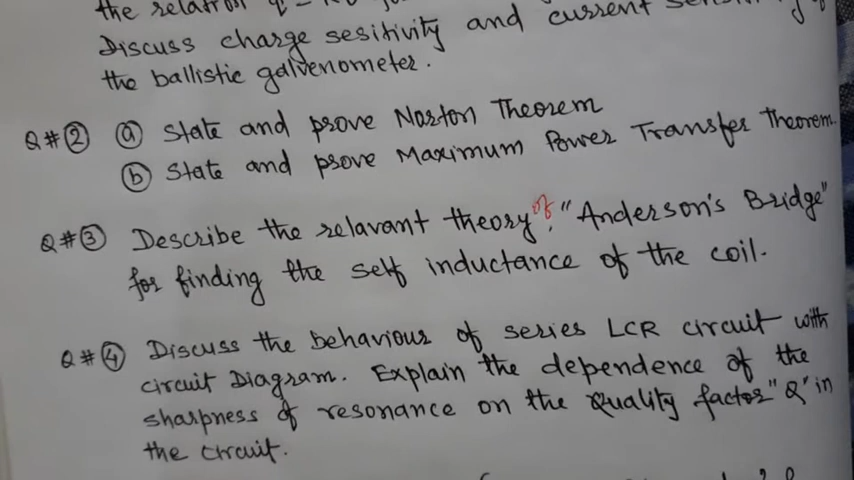 the relation q =
Discuss charge sesitivity and current
the ballistic galvenometer.
Q # ② ⓐ State and prove Norton Theorem
ⓑ State and prove Maximum Power Transfer Theorem.
Q # ③ Describe the relavant theory of "Anderson's Bridge"
for finding the self inductance of the coil.
Q # ④ Discuss the behaviour of series LCR circuit with
circuit Diagram. Explain the dependence of the
sharpness of resonance on the Quality factor "Q" in
the circuit.